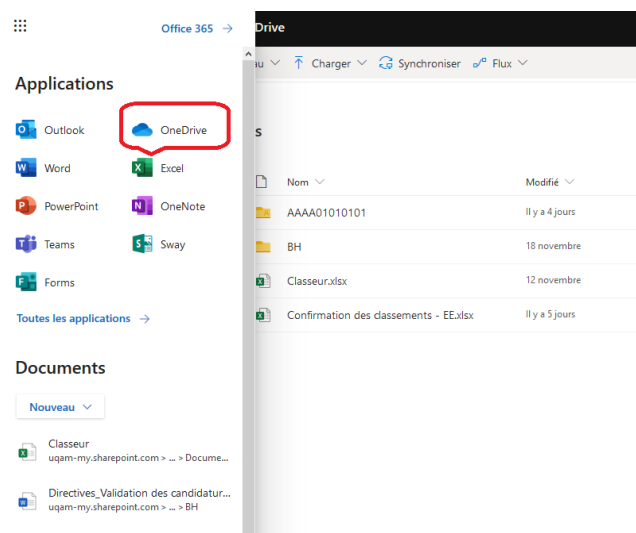 Office 365 →
Applications
Outlook
OneDrive
Word
Excel
PowerPoint
OneNote
Teams
Sway
Forms
Toutes les applications →
Documents
Nouveau
Classeur
uqam-my.sharepoint.com > ... > Docume...
Directives_Validation des candidatur...
uqam-my.sharepoint.com > ... > BH
Drive
au
Charger
Synchroniser
Flux
s
Nom
Modifié
AAAA01010101
Il y a 4 jours
BH
18 novembre
Classeur.xlsx
12 novembre
Confirmation des classements - EE.xlsx
Il y a 5 jours